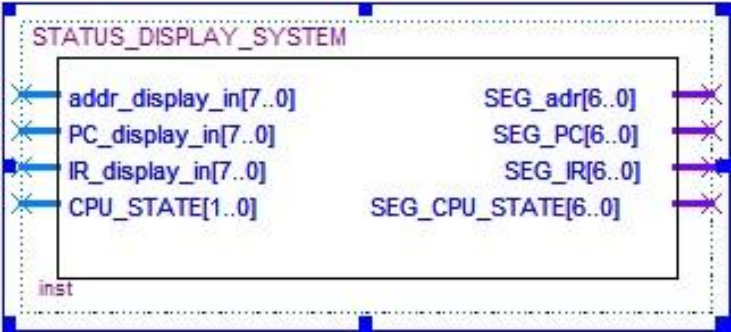 STATUS_DISPLAY_SYSTEM
addr_display_in[7..0] SEG_adr[6..0]
PC_display_in[7..0] SEG_PC[6..0]
IR_display_in[7..0] SEG_IR[6..0]
CPU_STATE[1..0] SEG_CPU_STATE[6..0]
inst